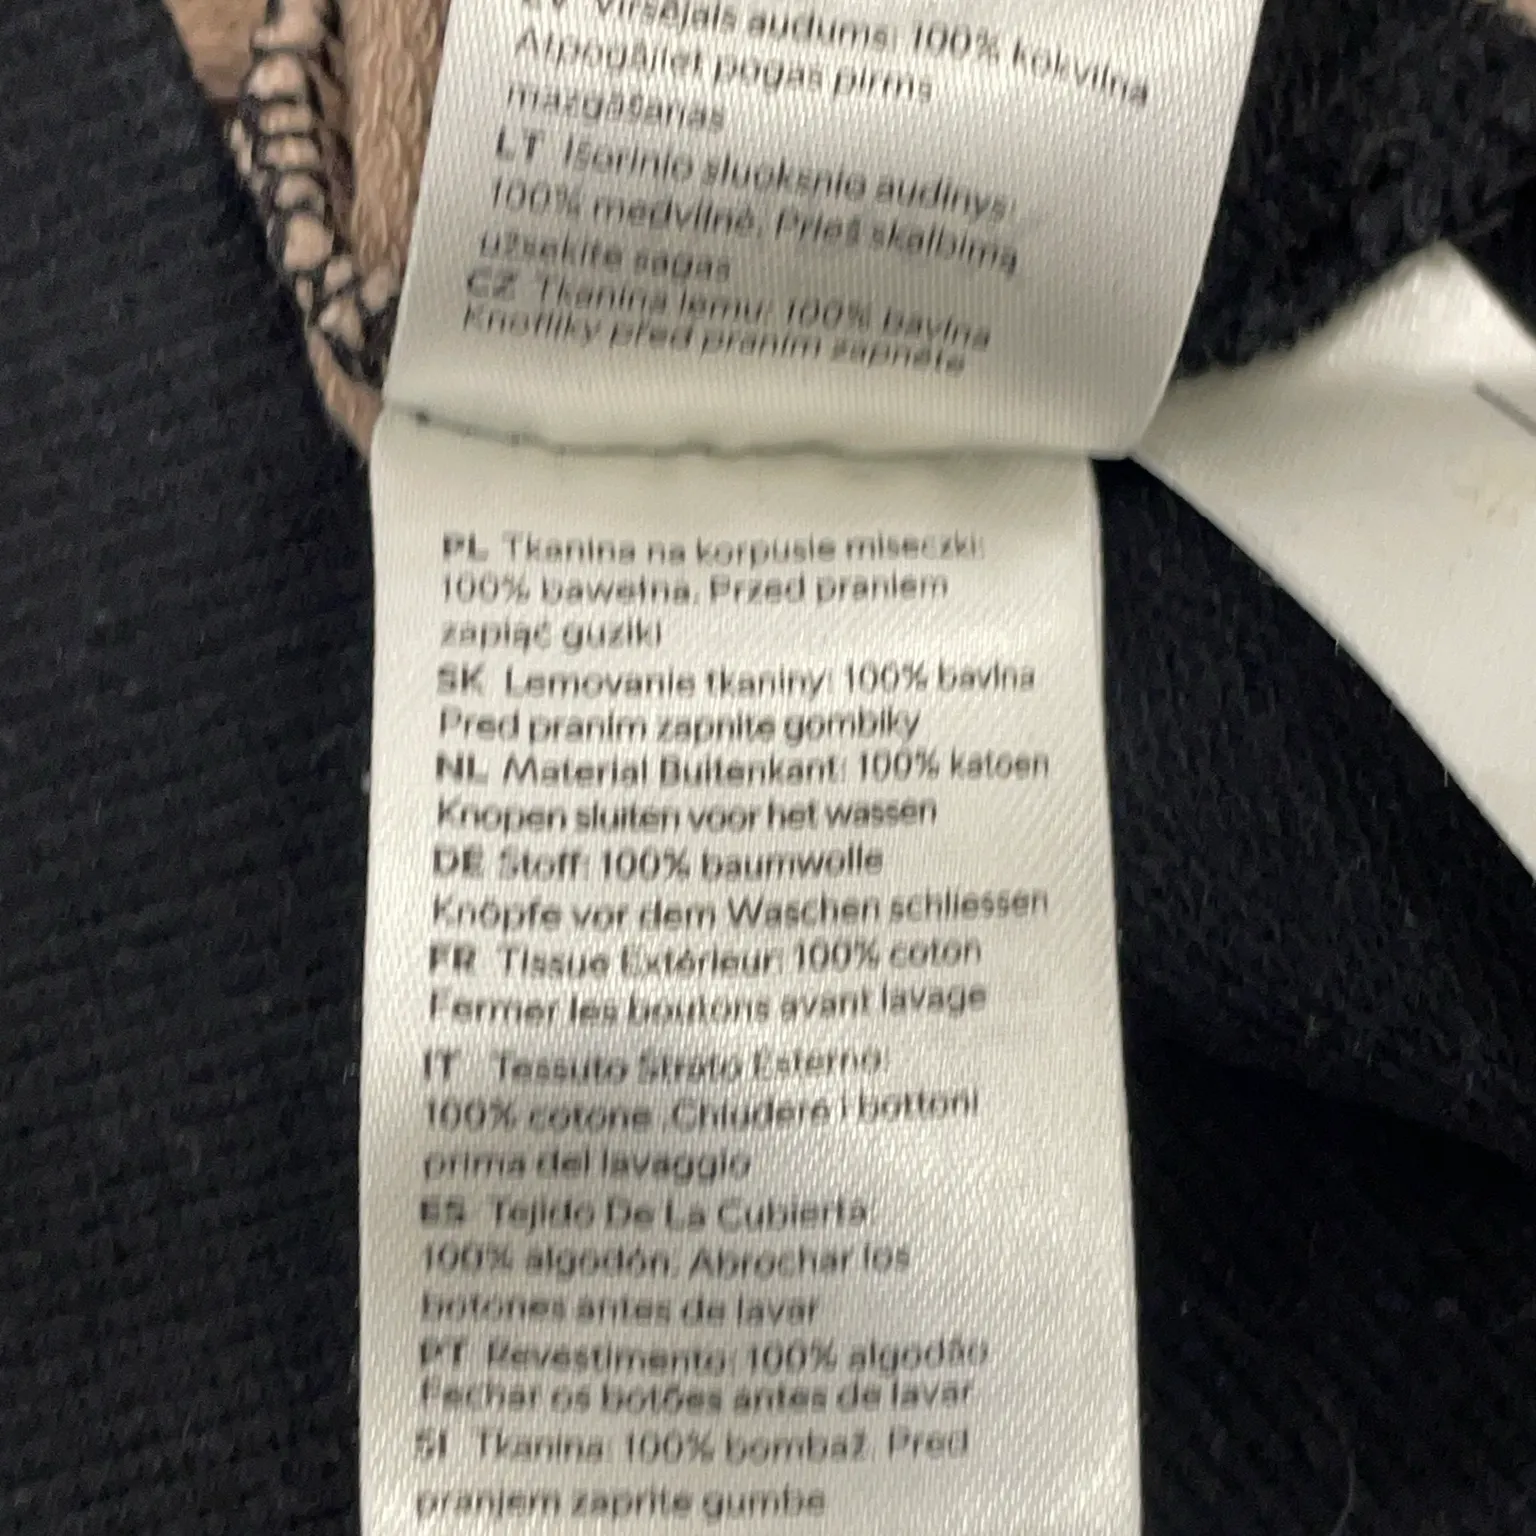 LV Virsējais audums: 100% kokvilna
Atpogājiet pogas pirms
mazgāšanas
LT Išorinio sluoksnio audinys:
100% medvilnė. Prieš skalbimą
užsekite sagas
CZ Tkanina lemu: 100% bavlna
Knoflíky před praním zapněte
PL Tkanina na korpusie miseczki:
100% bawełna. Przed praniem
zapiąć guziki
SK Lemovanie tkaniny: 100% bavlna
Pred praním zapnite gombíky
NL Material Buitenkant: 100% katoen
Knopen sluiten voor het wassen
DE Stoff: 100% baumwolle
Knöpfe vor dem Waschen schliessen
FR Tissue Extérieur: 100% coton
Fermer les boutons avant lavage
IT Tessuto Strato Esterno:
100% cotone .Chiudere i bottoni
prima del lavaggio
ES Tejido De La Cubierta:
100% algodón. Abrochar los
botones antes de lavar
PT Revestimento: 100% algodão
Fechar os botões antes de lavar
SI Tkanina: 100% bombaž. Pred
pranjem zaprite gumbe